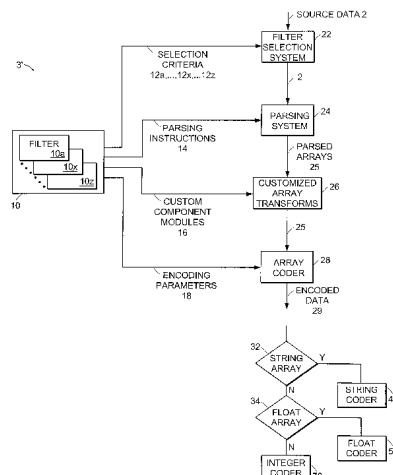 SOURCE DATA 2
FILTER
SELECTION
SYSTEM
22
3'
SELECTION
CRITERIA
12a,...,12x,...12z
2
PARSING
SYSTEM
24
FILTER
10a
10x
10z
10
PARSING
INSTRUCTIONS
14
PARSED
ARRAYS
25
CUSTOMIZED
ARRAY
TRANSFORMS
26
CUSTOM
COMPONENT
MODULES
16
25
ARRAY
CODER
28
ENCODING
PARAMETERS
18
ENCODED
DATA
29
32
STRING
ARRAY
Y
N
STRING
CODER
34
FLOAT
ARRAY
Y
N
FLOAT
CODER
INTEGER
CODER